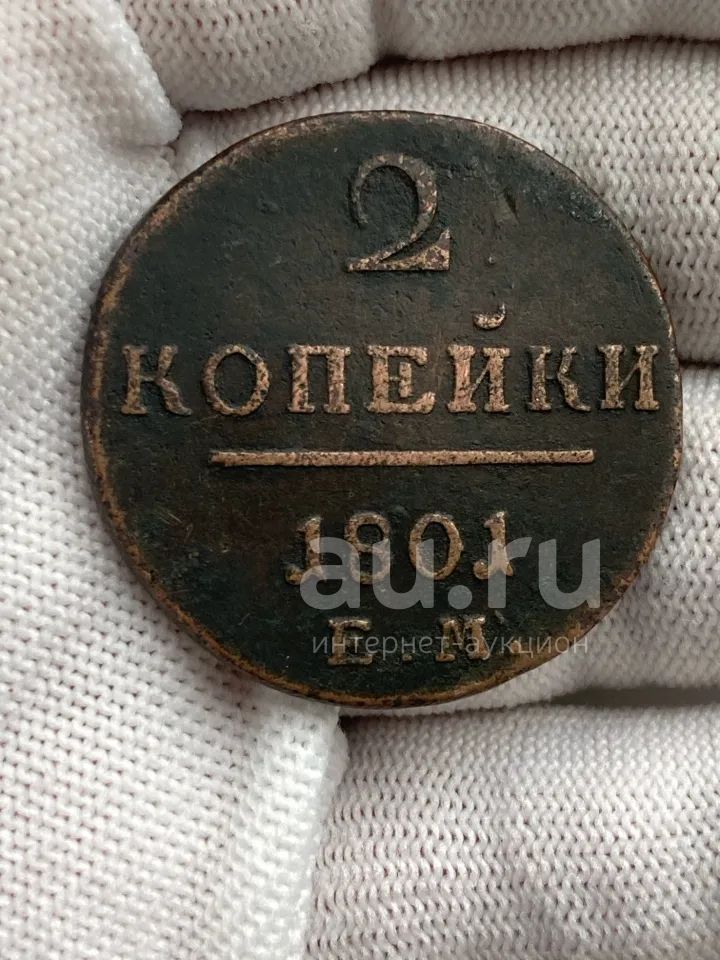 2
КОПЕЙКИ
1801
Е.М.
au.ru
интернет-аукцион